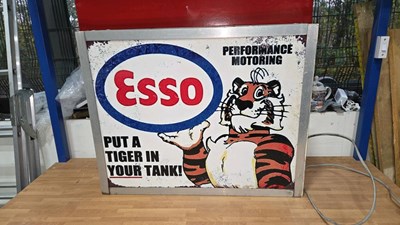 Esso
PERFORMANCE
MOTORING
PUT A
TIGER IN
YOUR TANK!